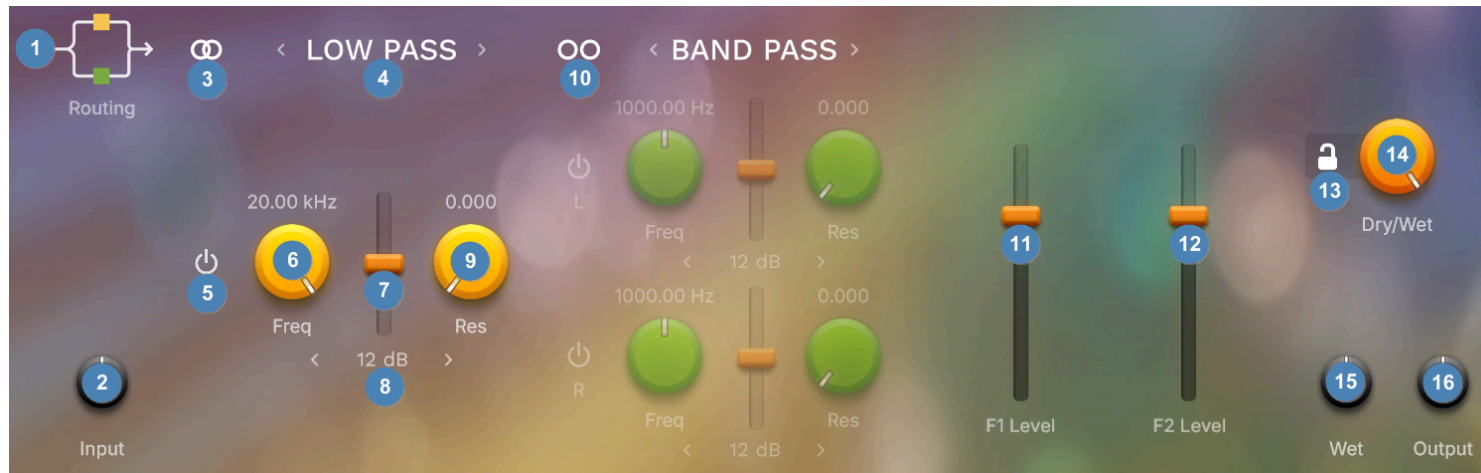 1
Routing
3
‹ LOW PASS ›
4
10
‹ BAND PASS ›
1000.00 Hz
0.000
L
Freq
Res
‹ 12 dB ›
20.00 kHz
0.000
5
6
7
9
Freq
Res
‹ 12 dB ›
8
1000.00 Hz
0.000
R
Freq
Res
‹ 12 dB ›
2
Input
11
F1 Level
12
F2 Level
13
14
Dry/Wet
15
Wet
16
Output